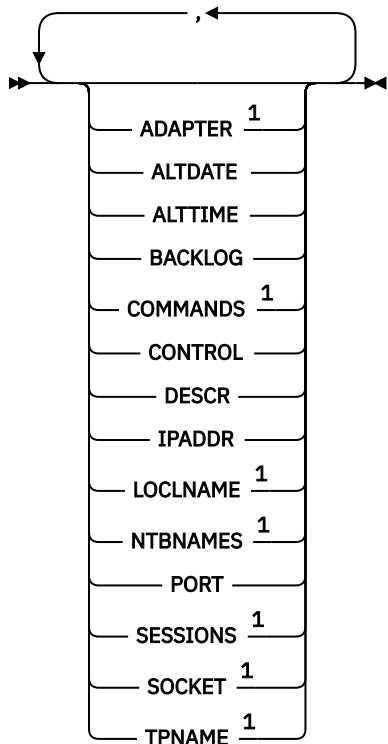 ,
ADAPTER 1
ALTDATE
ALTTIME
BACKLOG
COMMANDS 1
CONTROL
DESCR
IPADDR
LOCLNAME 1
NTBNAMES 1
PORT
SESSIONS 1
SOCKET 1
TPNAME 1